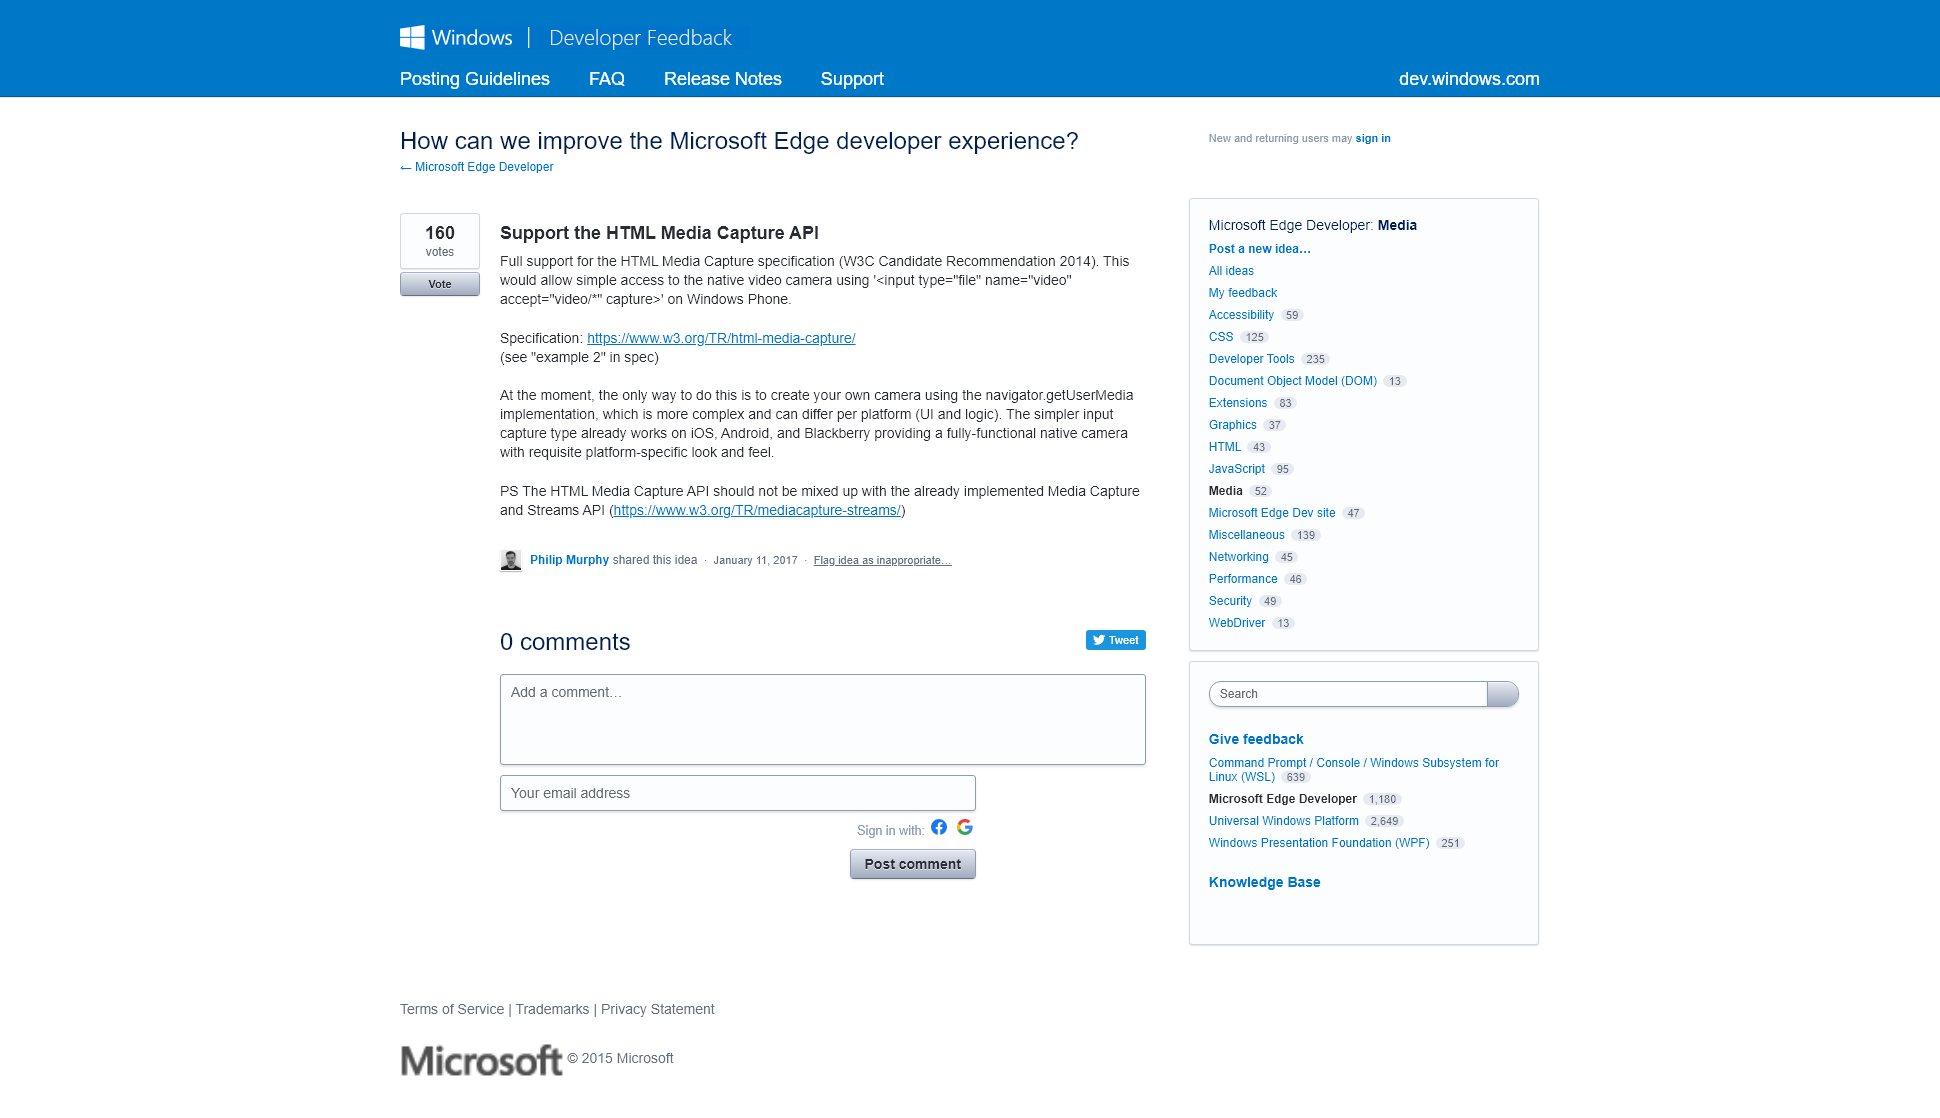 Windows | Developer Feedback
Posting Guidelines FAQ Release Notes Support dev.windows.com
How can we improve the Microsoft Edge developer experience?
← Microsoft Edge Developer
New and returning users may sign in
160
votes
Vote
Support the HTML Media Capture API
Full support for the HTML Media Capture specification (W3C Candidate Recommendation 2014). This
would allow simple access to the native video camera using '<input type="file" name="video"
accept="video/*" capture>' on Windows Phone.
Specification: https://www.w3.org/TR/html-media-capture/
(see "example 2" in spec)
At the moment, the only way to do this is to create your own camera using the navigator.getUserMedia
implementation, which is more complex and can differ per platform (UI and logic). The simpler input
capture type already works on iOS, Android, and Blackberry providing a fully-functional native camera
with requisite platform-specific look and feel.
PS The HTML Media Capture API should not be mixed up with the already implemented Media Capture
and Streams API (https://www.w3.org/TR/mediacapture-streams/)
Philip Murphy shared this idea · January 11, 2017 · Flag idea as inappropriate…
0 comments
Tweet
Add a comment…
Your email address
Sign in with:
Post comment
Microsoft Edge Developer: Media
Post a new idea…
All ideas
My feedback
Accessibility 59
CSS 125
Developer Tools 235
Document Object Model (DOM) 13
Extensions 83
Graphics 37
HTML 43
JavaScript 95
Media 52
Microsoft Edge Dev site 47
Miscellaneous 139
Networking 45
Performance 46
Security 49
WebDriver 13
Search
Give feedback
Command Prompt / Console / Windows Subsystem for
Linux (WSL) 639
Microsoft Edge Developer 1,180
Universal Windows Platform 2,649
Windows Presentation Foundation (WPF) 251
Knowledge Base
Terms of Service | Trademarks | Privacy Statement
Microsoft © 2015 Microsoft